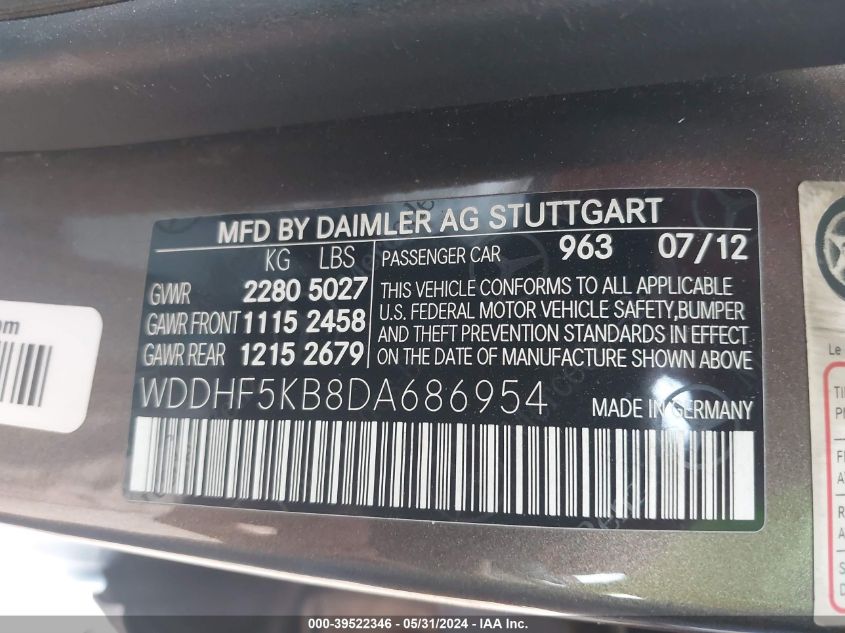 MFD BY DAIMLER AG STUTTGART
KG LBS
GVWR 2280 5027
GAWR FRONT 1115 2458
GAWR REAR 1215 2679
PASSENGER CAR 963 07/12
THIS VEHICLE CONFORMS TO ALL APPLICABLE
U.S. FEDERAL MOTOR VEHICLE SAFETY,BUMPER
AND THEFT PREVENTION STANDARDS IN EFFECT
ON THE DATE OF MANUFACTURE SHOWN ABOVE
WDDHF5KB8DA686954 MADE IN GERMANY
om
Le
TI
P
F
A
R
A
S
D
000-39522346 - 05/31/2024 - IAA Inc.